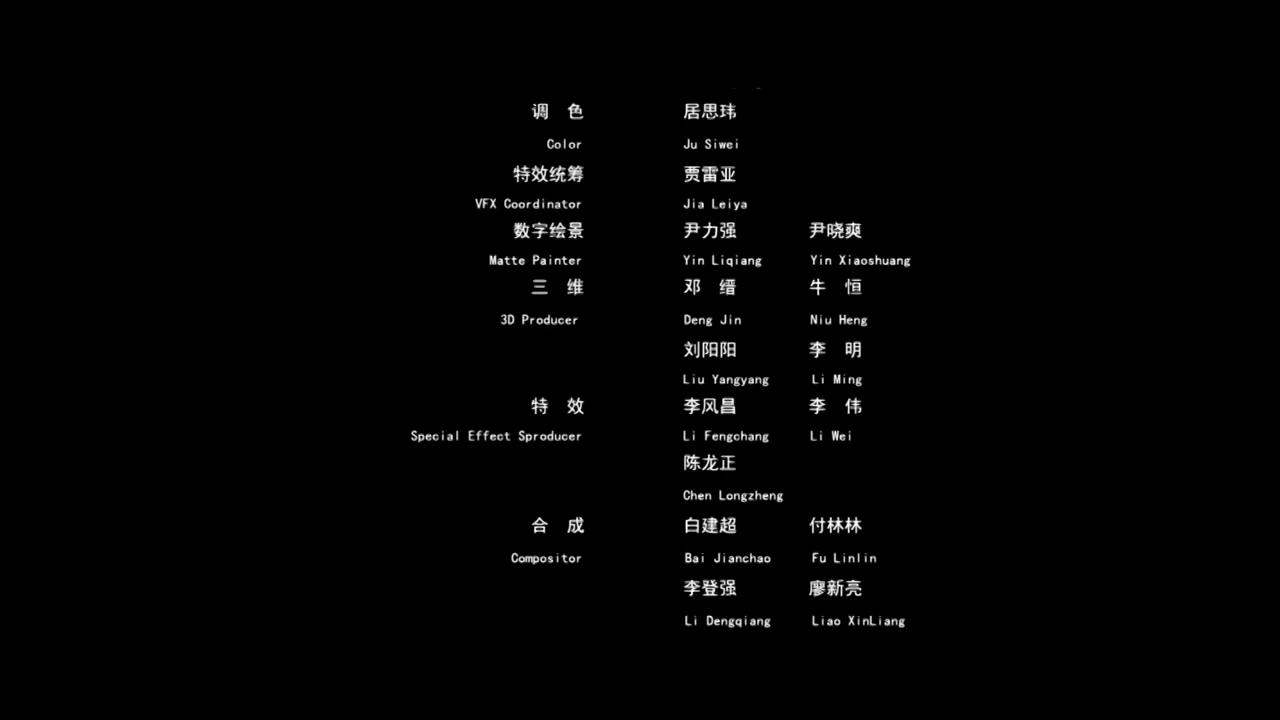 调　色　居思玮
Color　Ju Siwei
特效统筹　贾雷亚
VFX Coordinator　Jia Leiya
数字绘景　尹力强　尹晓爽
Matte Painter　Yin Liqiang　Yin Xiaoshuang
三　维　邓　缙　牛　恒
3D Producer　Deng Jin　Niu Heng
刘阳阳　李　明
Liu Yangyang　Li Ming
特　效　李风昌　李　伟
Special Effect Sproducer　Li Fengchang　Li Wei
陈龙正
Chen Longzheng
合　成　白建超　付林林
Compositor　Bai Jianchao　Fu Linlin
李登强　廖新亮
Li Dengqiang　Liao XinLiang